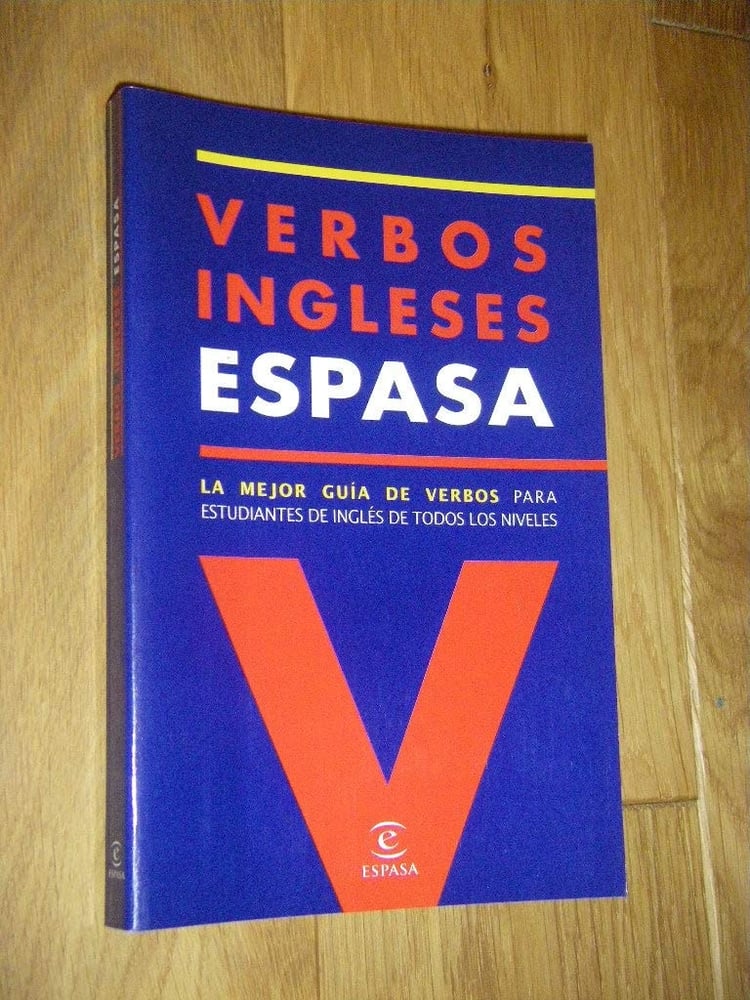 VERBOS
INGLESES
ESPASA
LA MEJOR GUÍA DE VERBOS PARA
ESTUDIANTES DE INGLÉS DE TODOS LOS NIVELES
V
e
ESPASA
ESPASA
e
ESPASA